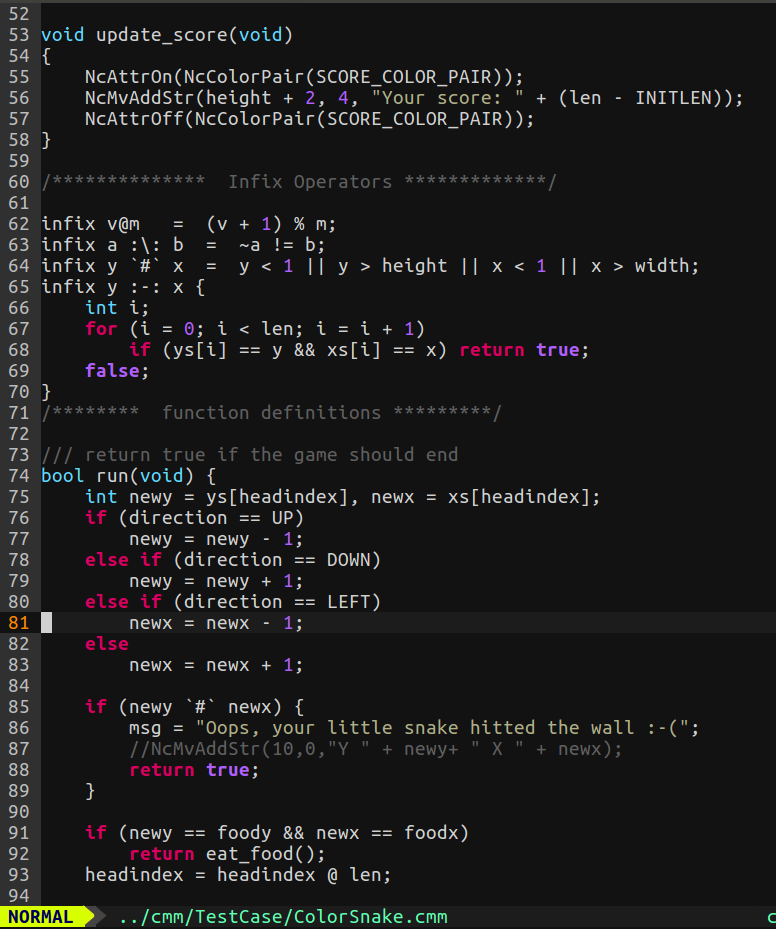 52
53 void update_score(void)
54 {
55     NcAttrOn(NcColorPair(SCORE_COLOR_PAIR));
56     NcMvAddStr(height + 2, 4, "Your score: " + (len - INITLEN));
57     NcAttrOff(NcColorPair(SCORE_COLOR_PAIR));
58 }
59
60 /**************  Infix Operators *************/
61
62 infix v@m   =  (v + 1) % m;
63 infix a :\: b  =  ~a != b;
64 infix y `#` x  =  y < 1 || y > height || x < 1 || x > width;
65 infix y :-: x {
66     int i;
67     for (i = 0; i < len; i = i + 1)
68         if (ys[i] == y && xs[i] == x) return true;
69     false;
70 }
71 /********  function definitions *********/
72
73 /// return true if the game should end
74 bool run(void) {
75     int newy = ys[headindex], newx = xs[headindex];
76     if (direction == UP)
77         newy = newy - 1;
78     else if (direction == DOWN)
79         newy = newy + 1;
80     else if (direction == LEFT)
81         newx = newx - 1;
82     else
83         newx = newx + 1;
84
85     if (newy `#` newx) {
86         msg = "Oops, your little snake hitted the wall :-(";
87         //NcMvAddStr(10,0,"Y " + newy+ " X " + newx);
88         return true;
89     }
90
91     if (newy == foody && newx == foodx)
92         return eat_food();
93     headindex = headindex @ len;
94
NORMAL ../cmm/TestCase/ColorSnake.cmm